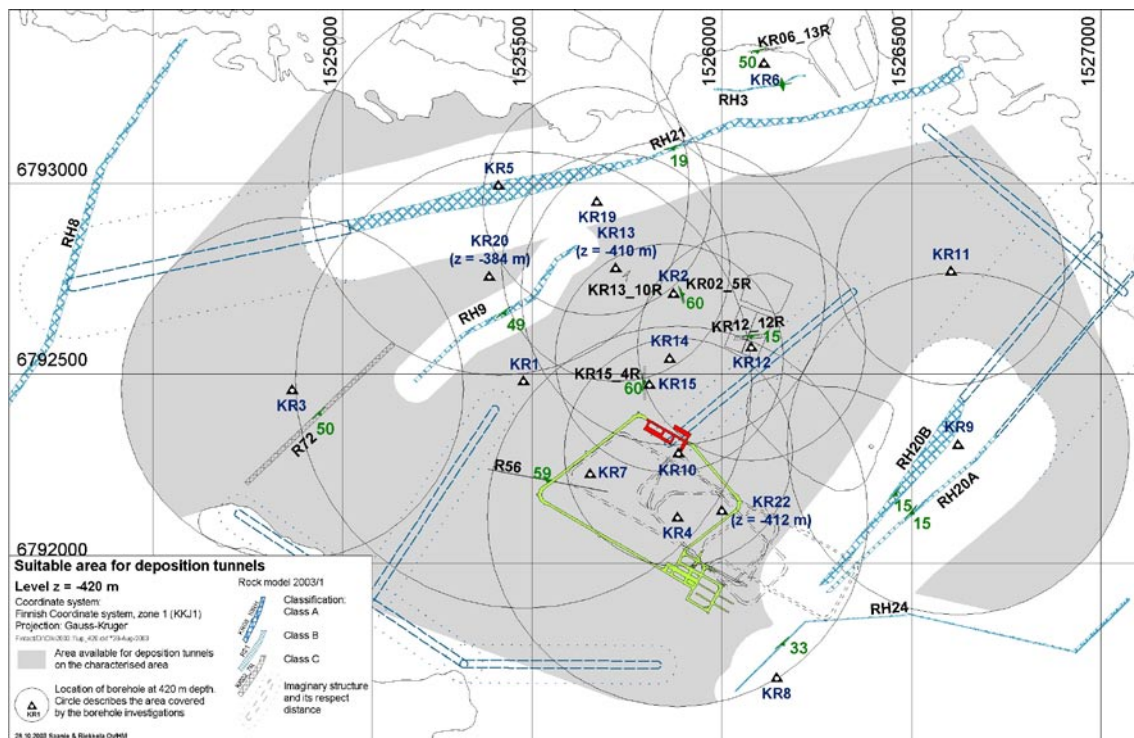 1525000
1525500
1526000
1526500
1527000
KR06_13R
50
KR6
RH3
RH21
19
6793000
KR5
RH8
KR19
KR13
(z = -410 m)
KR20
(z = -384 m)
KR11
KR2
KR02_5R
KR13_10R
60
RH9
49
KR12_12R
15
KR12
KR14
6792500
KR1
KR15_4R
60
KR15
KR3
50
R72
KR9
RH20B
RH20A
R56
59
KR7
KR10
15
15
KR22
(z = -412 m)
KR4
6792000
RH24
33
KR8
Suitable area for deposition tunnels
Level z = -420 m
Coordinate system:
Finnish Coordinate system, zone 1 (KKJ1)
Projection: Gauss-Kruger
Area available for deposition tunnels
on the characterised area
Location of borehole at 420 m depth.
Circle describes the area covered
by the borehole investigations
KR1
Rock model 2003/1
Classification:
Class A
Class B
Class C
Imaginary structure
and its respect
distance